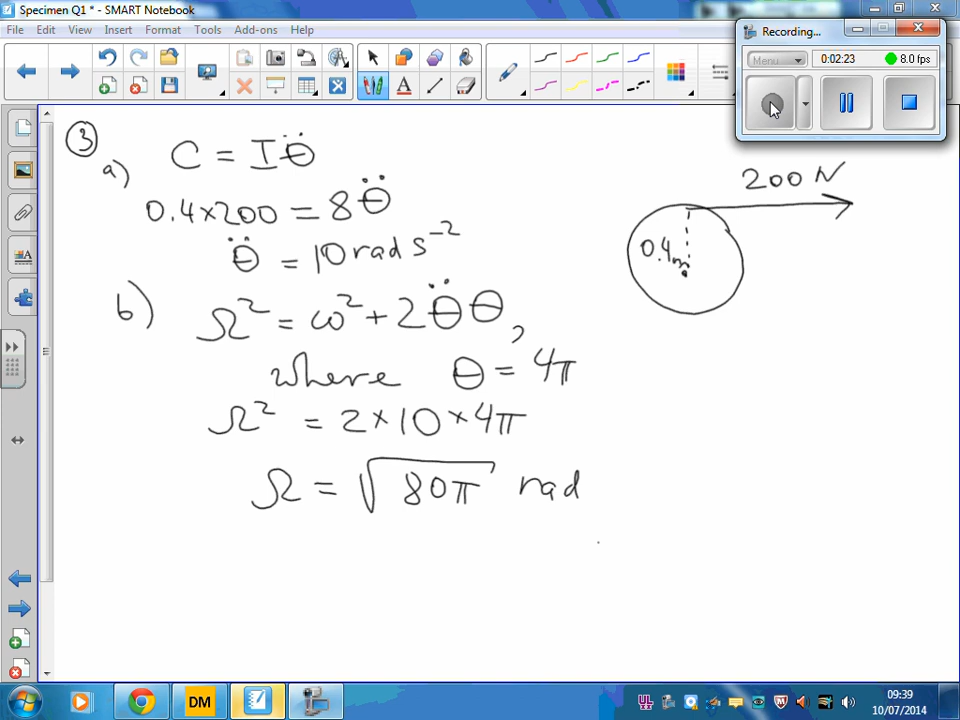 Specimen Q1 * - SMART Notebook
File Edit View Insert Format Tools Add-ons Help
Recording...
Menu 0:02:23 8.0 fps
③
a) C = Iθ̈
0.4×200 = 8θ̈
θ̈ = 10 rad s⁻²
200 N
0.4m
b) Ω² = ω² + 2θ̈θ,
where θ = 4π
Ω² = 2×10×4π
Ω = √80π rad
DM
09:39
10/07/2014